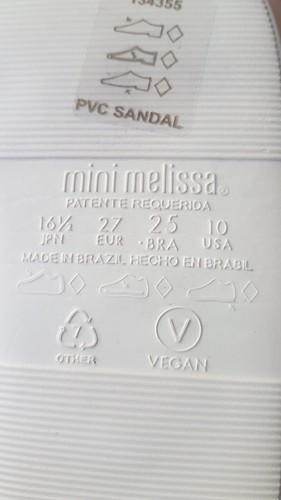 134355
PVC SANDAL
mini melissa®
PATENTE REQUERIDA
16½ 27 25 10
JPN EUR ·BRA USA
MADE IN BRAZIL HECHO EN BRASIL
7 V
OTHER VEGAN